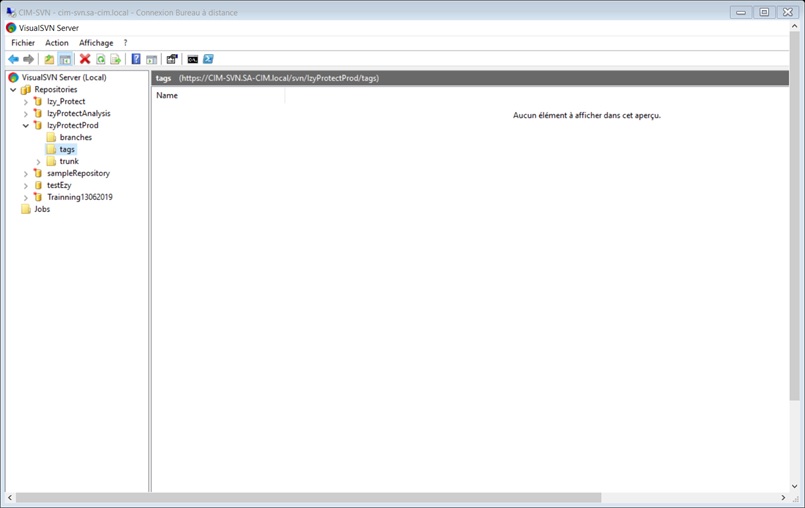 CIM-SVN - cim-svn.sa-cim.local - Connexion Bureau à distance
VisualSVN Server
Fichier Action Affichage ?
VisualSVN Server (Local)
Repositories
Izy_Protect
IzyProtectAnalysis
IzyProtectProd
branches
tags
trunk
sampleRepository
testEzy
Trainning13062019
Jobs
tags (https://CIM-SVN.SA-CIM.local/svn/IzyProtectProd/tags)
Name
Aucun élément à afficher dans cet aperçu.